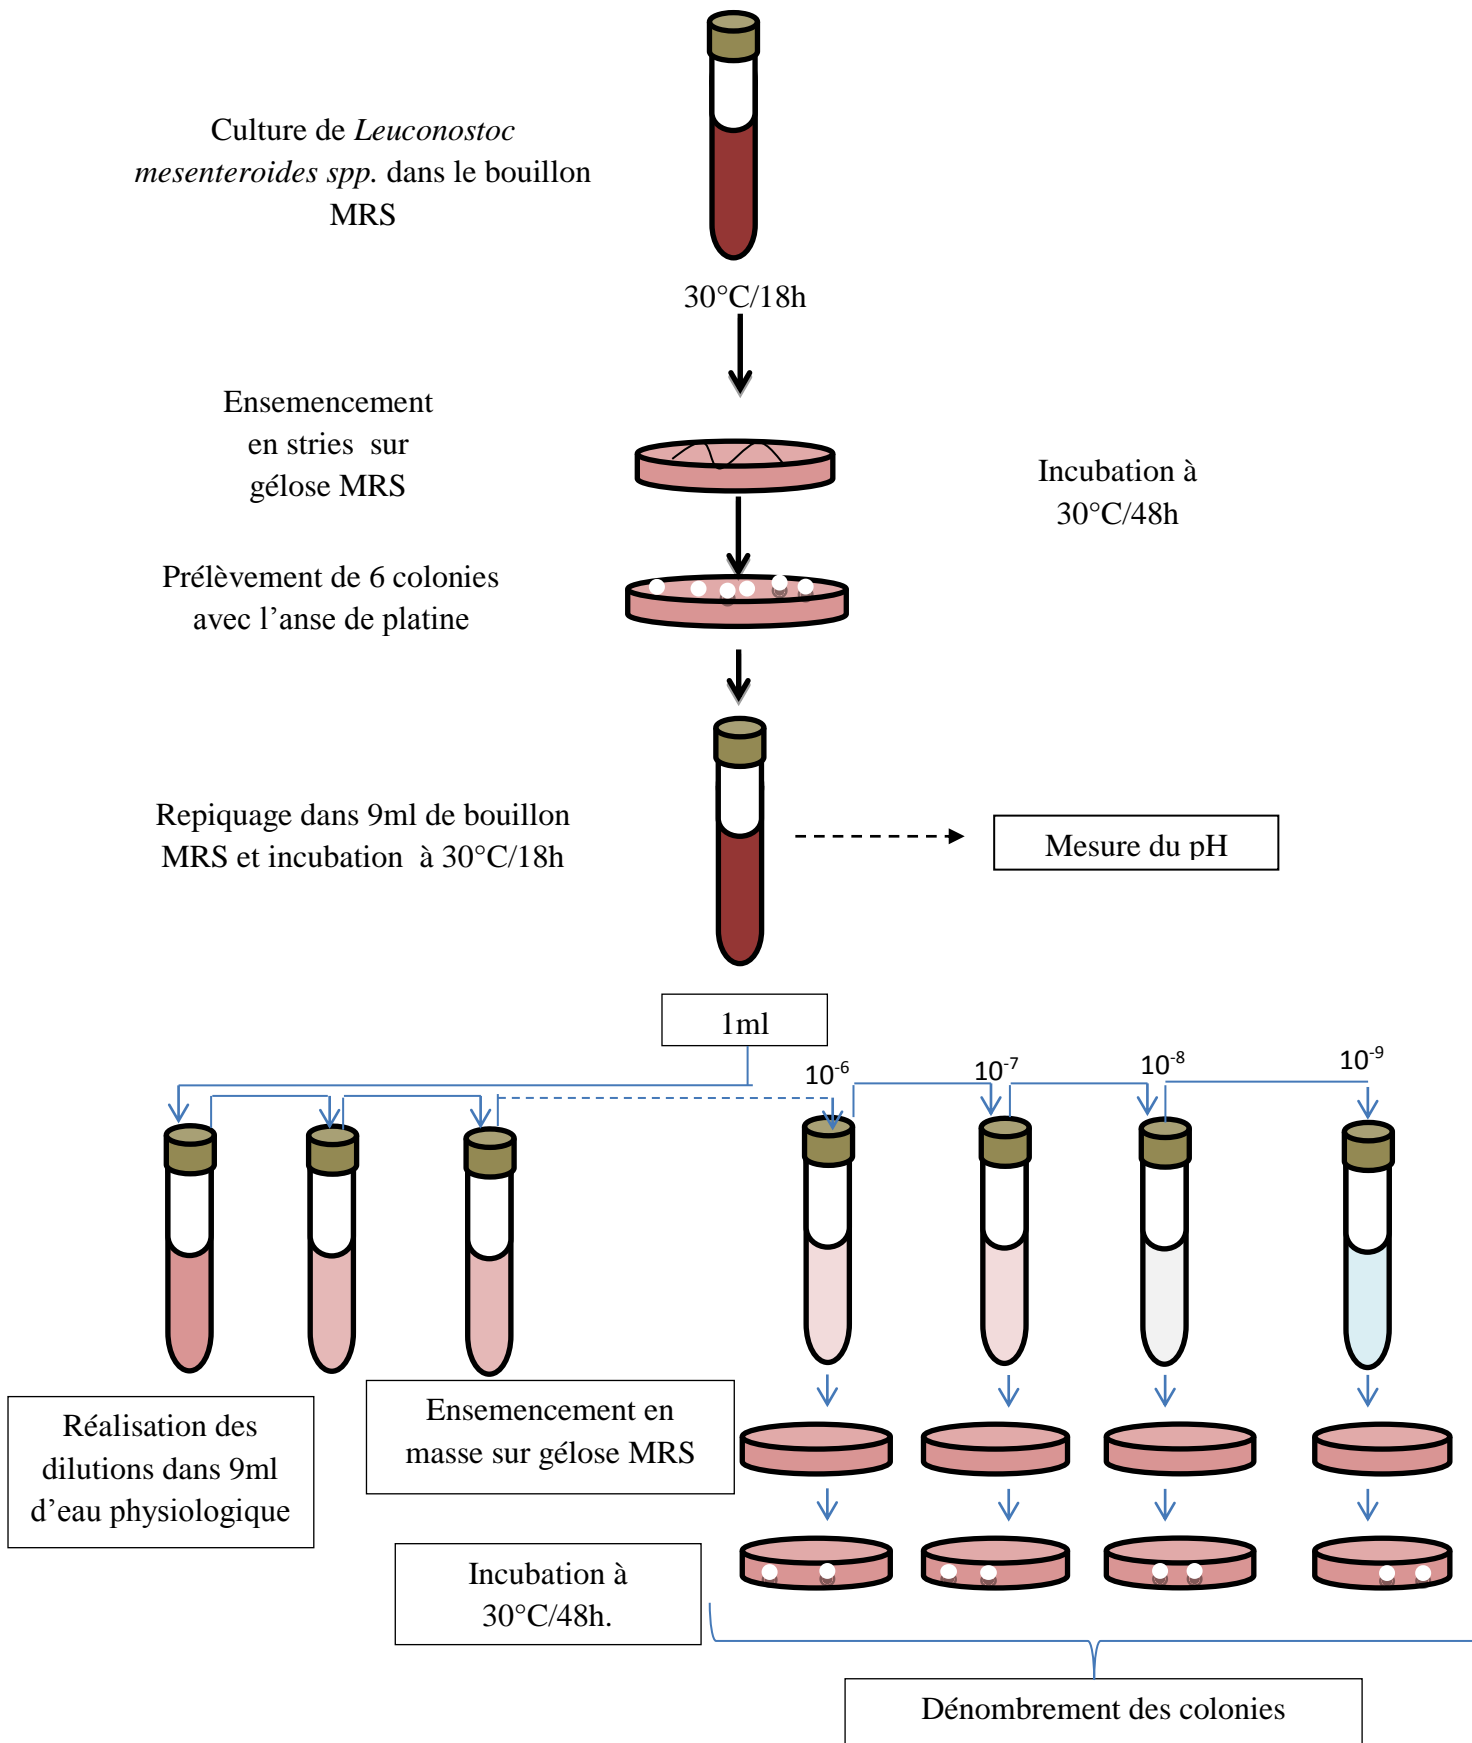 Culture de Leuconostoc
mesenteroides spp. dans le bouillon
MRS
30°C/18h
Ensemencement
en stries sur
gélose MRS
Incubation à
30°C/48h
Prélèvement de 6 colonies
avec l’anse de platine
Repiquage dans 9ml de bouillon
MRS et incubation à 30°C/18h
Mesure du pH
1ml
10⁻⁶
10⁻⁷
10⁻⁸
10⁻⁹
Réalisation des
dilutions dans 9ml
d’eau physiologique
Ensemencement en
masse sur gélose MRS
Incubation à
30°C/48h.
Dénombrement des colonies